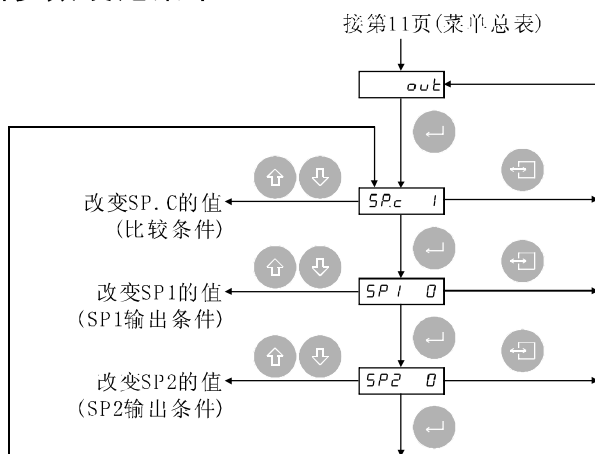 接第11页(菜单总表)
out
SP.c 1
改变SP.C的值
(比较条件)
SP1 0
改变SP1的值
(SP1输出条件)
SP2 0
改变SP2的值
(SP2输出条件)